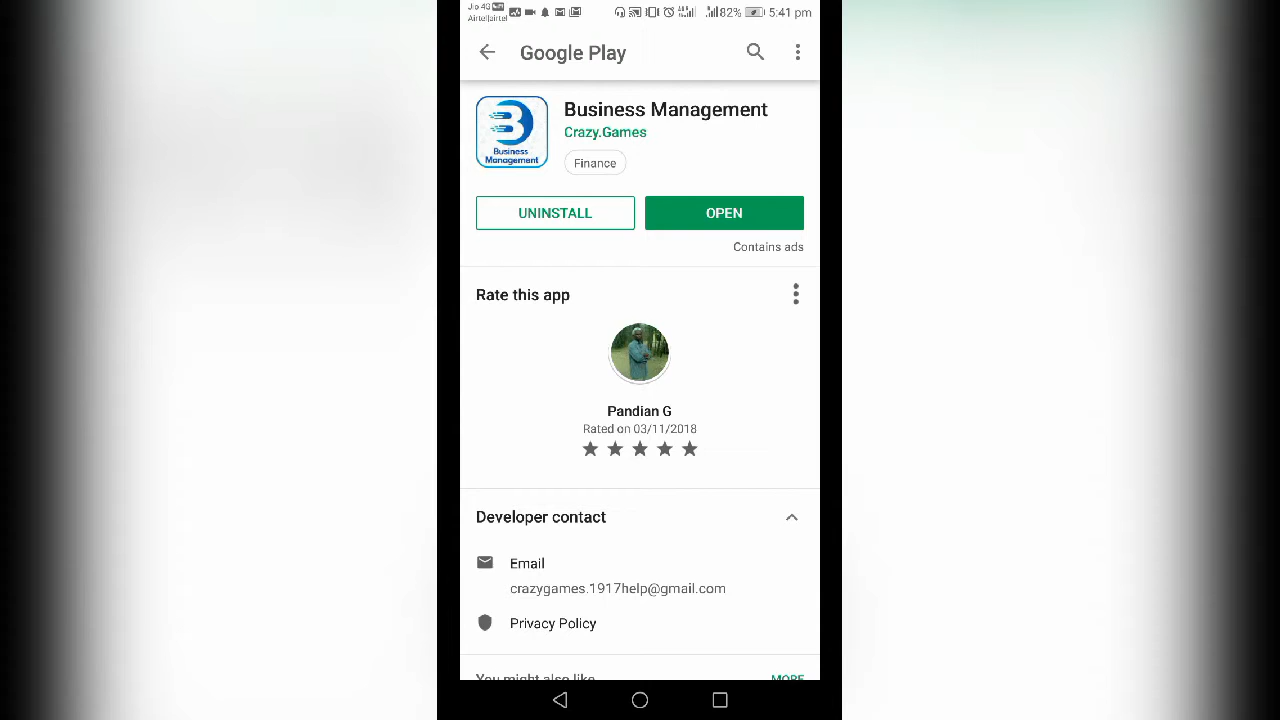 Jio 4G
Airtel|airtel
82% 5:41 pm
Google Play
B
Business
Management
Business Management
Crazy.Games
Finance
UNINSTALL
OPEN
Contains ads
Rate this app
Pandian G
Rated on 03/11/2018
Developer contact
Email
crazygames.1917help@gmail.com
Privacy Policy
You might also like
MORE